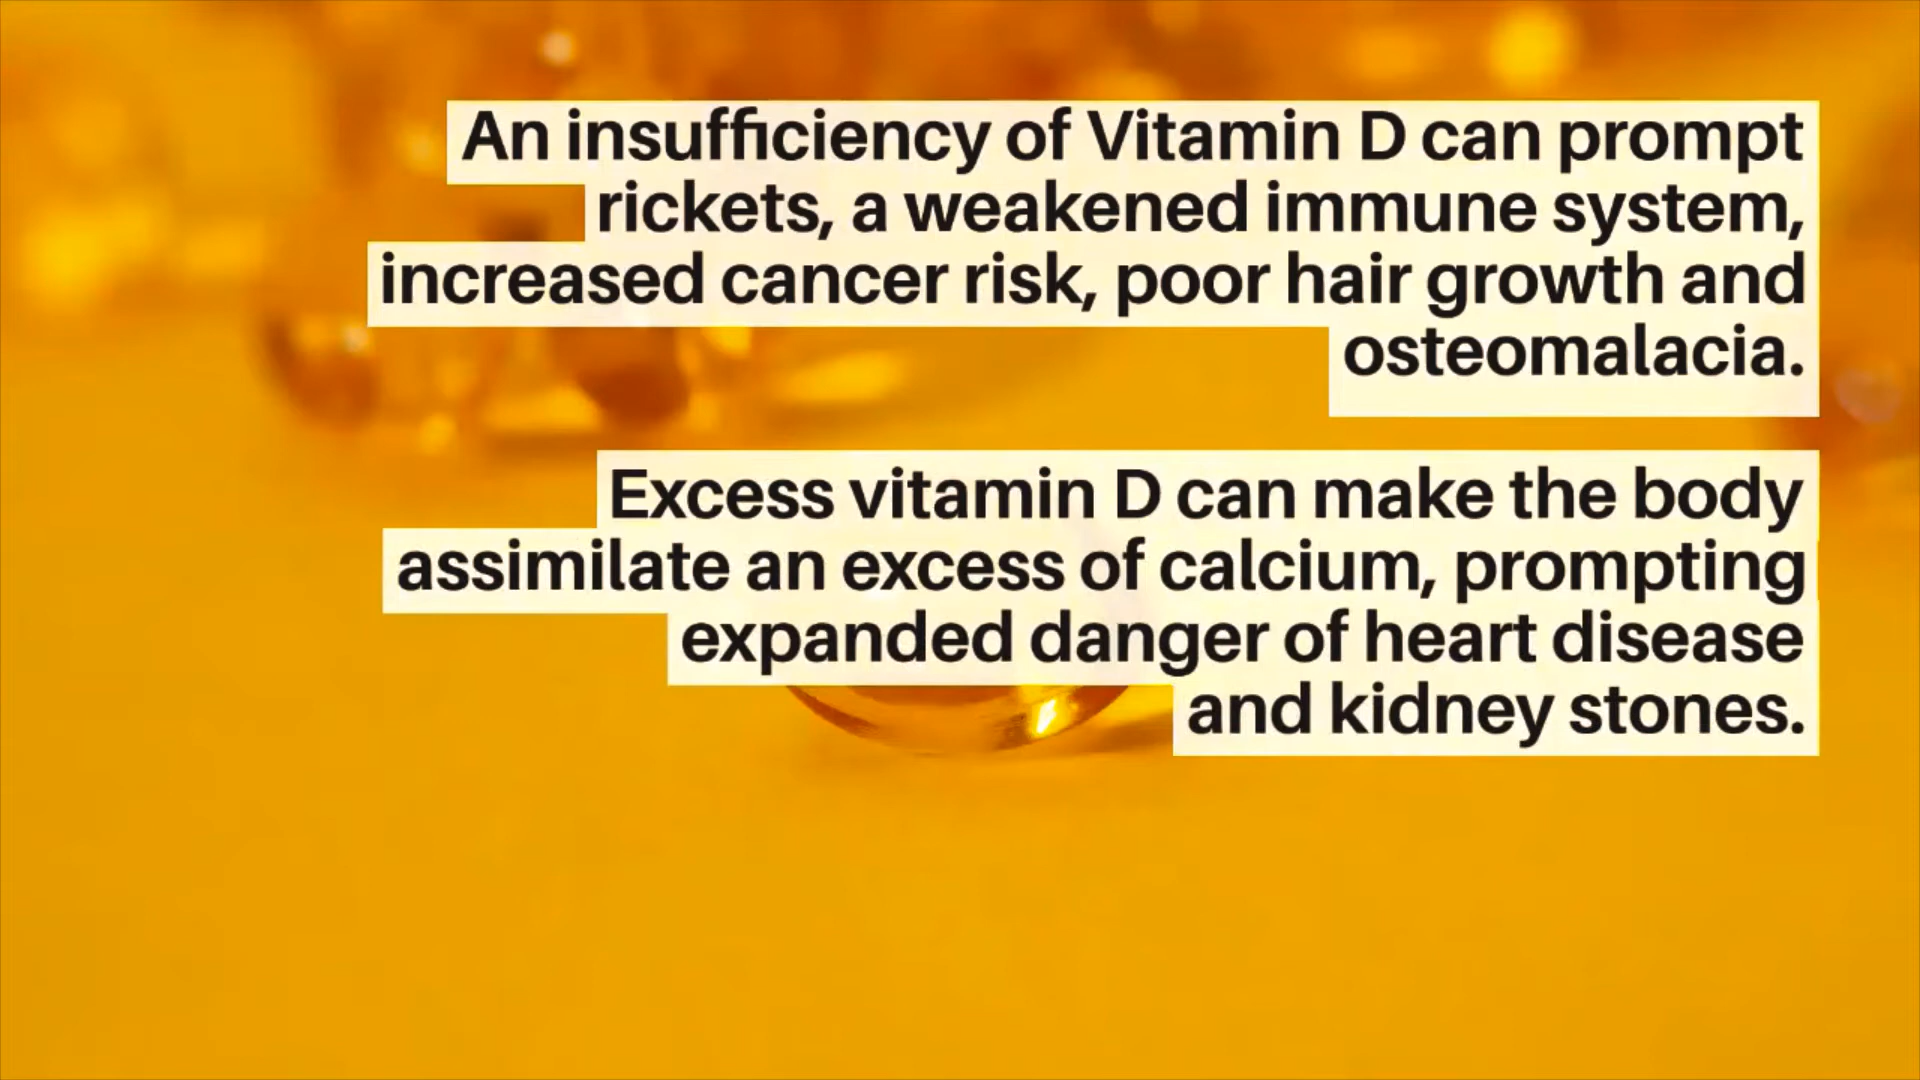 An insufficiency of Vitamin D can prompt
rickets, a weakened immune system,
increased cancer risk, poor hair growth and
osteomalacia.
Excess vitamin D can make the body
assimilate an excess of calcium, prompting
expanded danger of heart disease
and kidney stones.